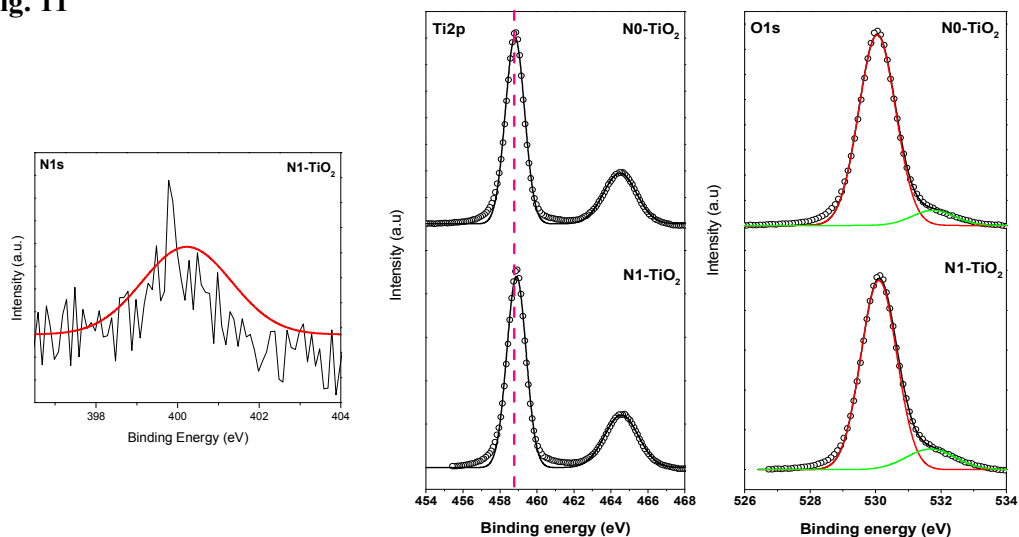 Fig. 11
N1s
N1-TiO2
Intensity (a.u.)
398
400
402
404
Binding Energy (eV)
Ti2p
N0-TiO2
N1-TiO2
Intensity (a.u)
454
456
458
460
462
464
466
468
Binding energy (eV)
O1s
N0-TiO2
N1-TiO2
Intensity (a.u)
526
528
530
532
534
Binding energy (eV)